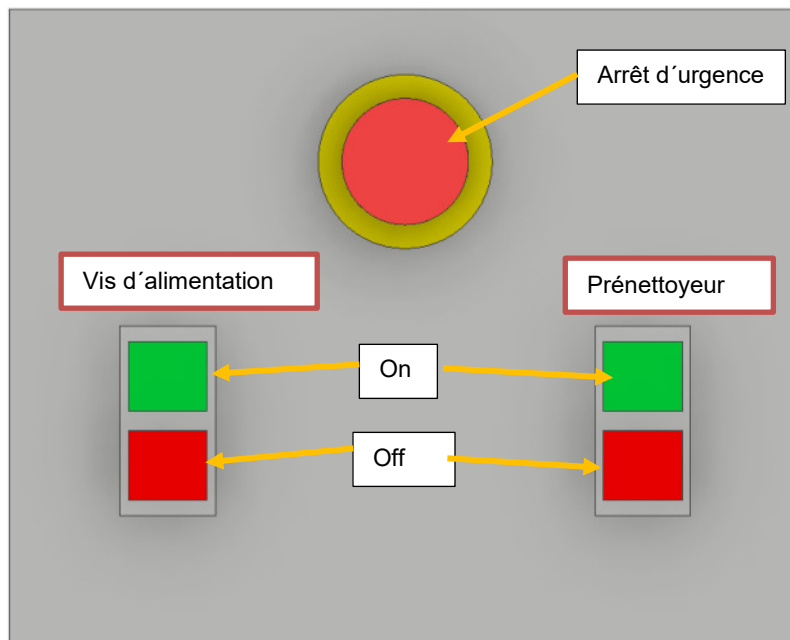 Arrêt d´urgence
Vis d´alimentation
Prénettoyeur
On
Off